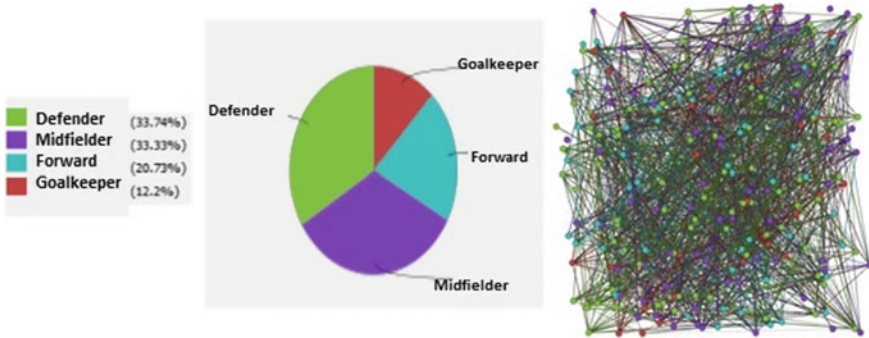 Defender (33.74%)
Midfielder (33.33%)
Forward (20.73%)
Goalkeeper (12.2%)
Goalkeeper
Defender
Forward
Midfielder